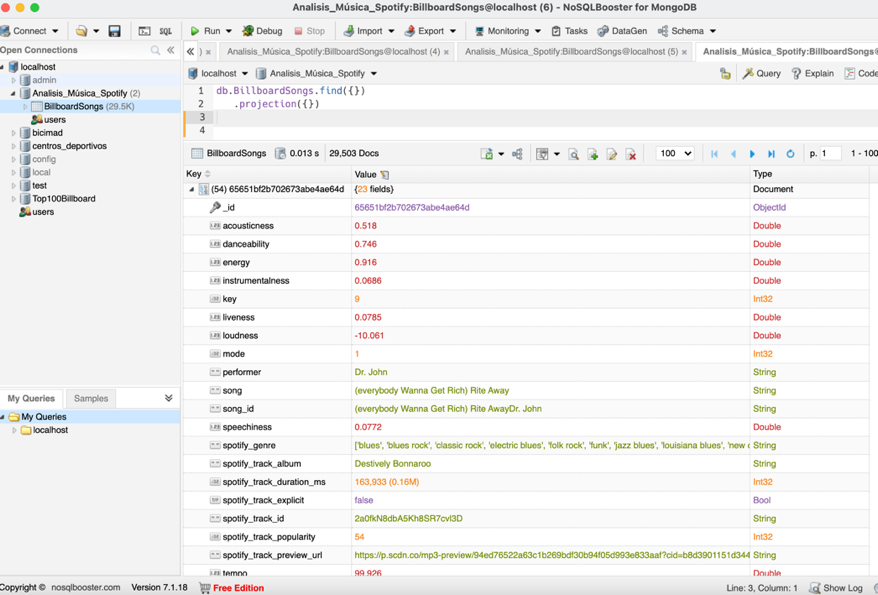 Analisis_Música_Spotify:BillboardSongs@localhost (6) - NoSQLBooster for MongoDB
Connect SQL Run Debug Stop Import Export Monitoring Tasks DataGen Schema
Open Connections
localhost
admin
Analisis_Musica_Spotify (2)
BillboardSongs (29.5K)
users
bicimad
centros_deportivos
config
local
test
Top100Billboard
users
My Queries Samples
My Queries
localhost
Analisis_Música_Spotify:BillboardSongs@localhost (4) Analisis_Música_Spotify:BillboardSongs@localhost (5) Analisis_Música_Spotify:BillboardSongs@
localhost Analisis_Música_Spotify Query Explain Code
1 db.BillboardSongs.find({})
2 .projection({})
3
4
BillboardSongs 0.013 s 29,503 Docs 100 p. 1 1 - 100
Key Value Type
(54) 65651bf2b702673abe4ae64d {23 fields} Document
_id 65651bf2b702673abe4ae64d ObjectId
acousticness 0.518 Double
danceability 0.746 Double
energy 0.916 Double
instrumentalness 0.0686 Double
key 9 Int32
liveness 0.0785 Double
loudness -10.061 Double
mode 1 Int32
performer Dr. John String
song (everybody Wanna Get Rich) Rite Away String
song_id (everybody Wanna Get Rich) Rite AwayDr. John String
speechiness 0.0772 Double
spotify_genre ['blues', 'blues rock', 'classic rock', 'electric blues', 'folk rock', 'funk', 'jazz blues', 'louisiana blues', 'new o String
spotify_track_album Destively Bonnaroo String
spotify_track_duration_ms 163,933 (0.16M) Int32
spotify_track_explicit false Bool
spotify_track_id 2a0fkN8dbA5Kh8SR7cvl3D String
spotify_track_popularity 54 Int32
spotify_track_preview_url https://p.scdn.co/mp3-preview/94ed76522a63c1b269bdf30b94f05d993e833aaf?cid=b8d3901151d344 String
tempo 99.926 Double
Copyright © nosqlbooster.com Version 7.1.18 Free Edition Line: 3, Column: 1 Show Log